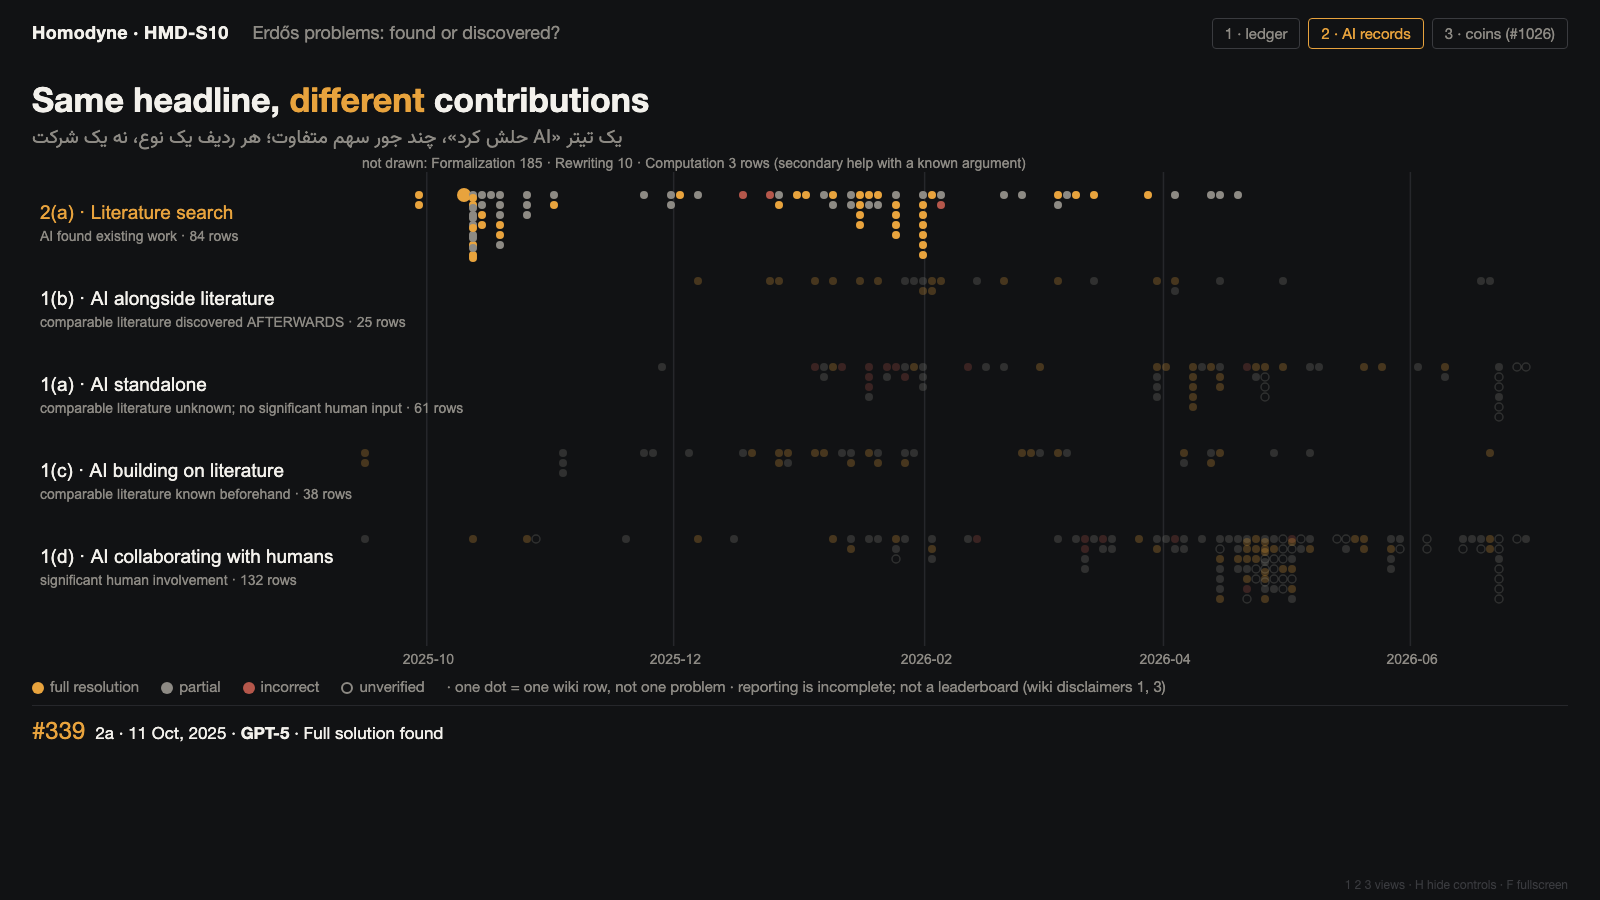 Homodyne · HMD-S10 Erdős problems: found or discovered?
1 · ledger 2 · AI records 3 · coins (#1026)
Same headline, different contributions
یک تیتر «AI حلش کرد»، چند جور سهم متفاوت؛ هر ردیف یک نوع، نه یک شرکت
not drawn: Formalization 185 · Rewriting 10 · Computation 3 rows (secondary help with a known argument)
2(a) · Literature search
AI found existing work · 84 rows
1(b) · AI alongside literature
comparable literature discovered AFTERWARDS · 25 rows
1(a) · AI standalone
comparable literature unknown; no significant human input · 61 rows
1(c) · AI building on literature
comparable literature known beforehand · 38 rows
1(d) · AI collaborating with humans
significant human involvement · 132 rows
2025-10 2025-12 2026-02 2026-04 2026-06
full resolution partial incorrect unverified · one dot = one wiki row, not one problem · reporting is incomplete; not a leaderboard (wiki disclaimers 1, 3)
#339 2a · 11 Oct, 2025 · GPT-5 · Full solution found
1 2 3 views · H hide controls · F fullscreen